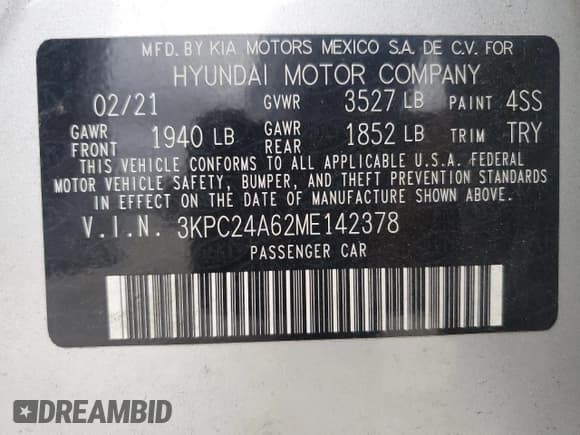 MFD. BY KIA MOTORS MEXICO S.A. DE C.V. FOR
HYUNDAI MOTOR COMPANY
02/21 GVWR 3527 LB PAINT 4SS
GAWR FRONT 1940 LB GAWR REAR 1852 LB TRIM TRY
THIS VEHICLE CONFORMS TO ALL APPLICABLE U.S.A. FEDERAL
MOTOR VEHICLE SAFETY, BUMPER, AND THEFT PREVENTION STANDARDS
IN EFFECT ON THE DATE OF MANUFACTURE SHOWN ABOVE.
V.I.N. 3KPC24A62ME142378
PASSENGER CAR
DREAMBID